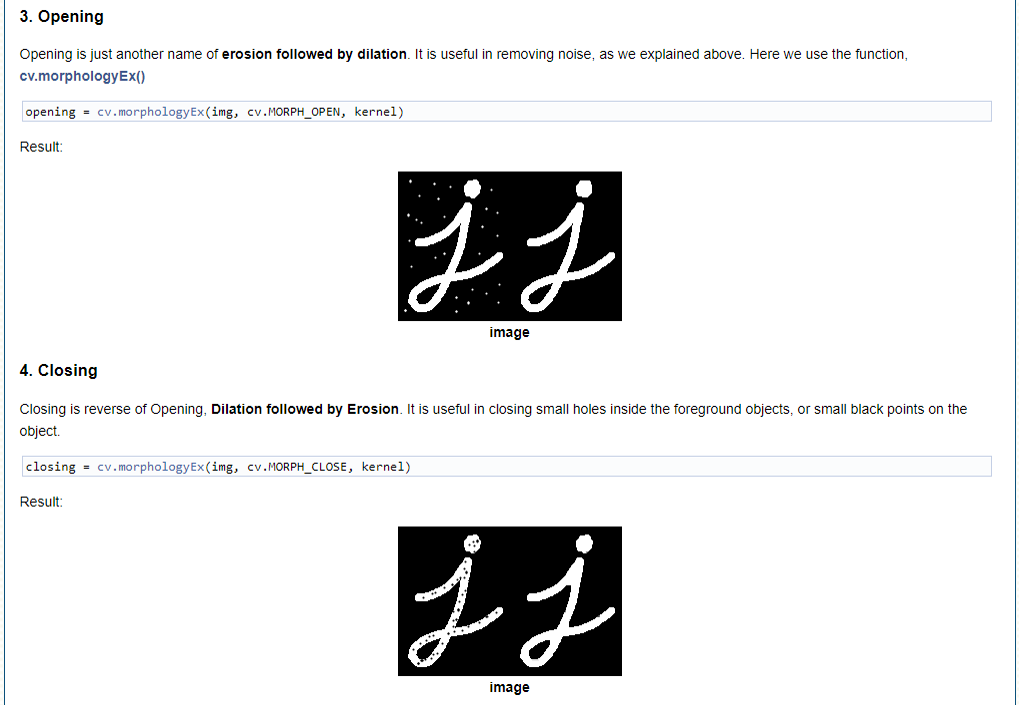 3. Opening
Opening is just another name of erosion followed by dilation. It is useful in removing noise, as we explained above. Here we use the function,
cv.morphologyEx()
opening = cv.morphologyEx(img, cv.MORPH_OPEN, kernel)
Result:
image
4. Closing
Closing is reverse of Opening, Dilation followed by Erosion. It is useful in closing small holes inside the foreground objects, or small black points on the
object.
closing = cv.morphologyEx(img, cv.MORPH_CLOSE, kernel)
Result:
image